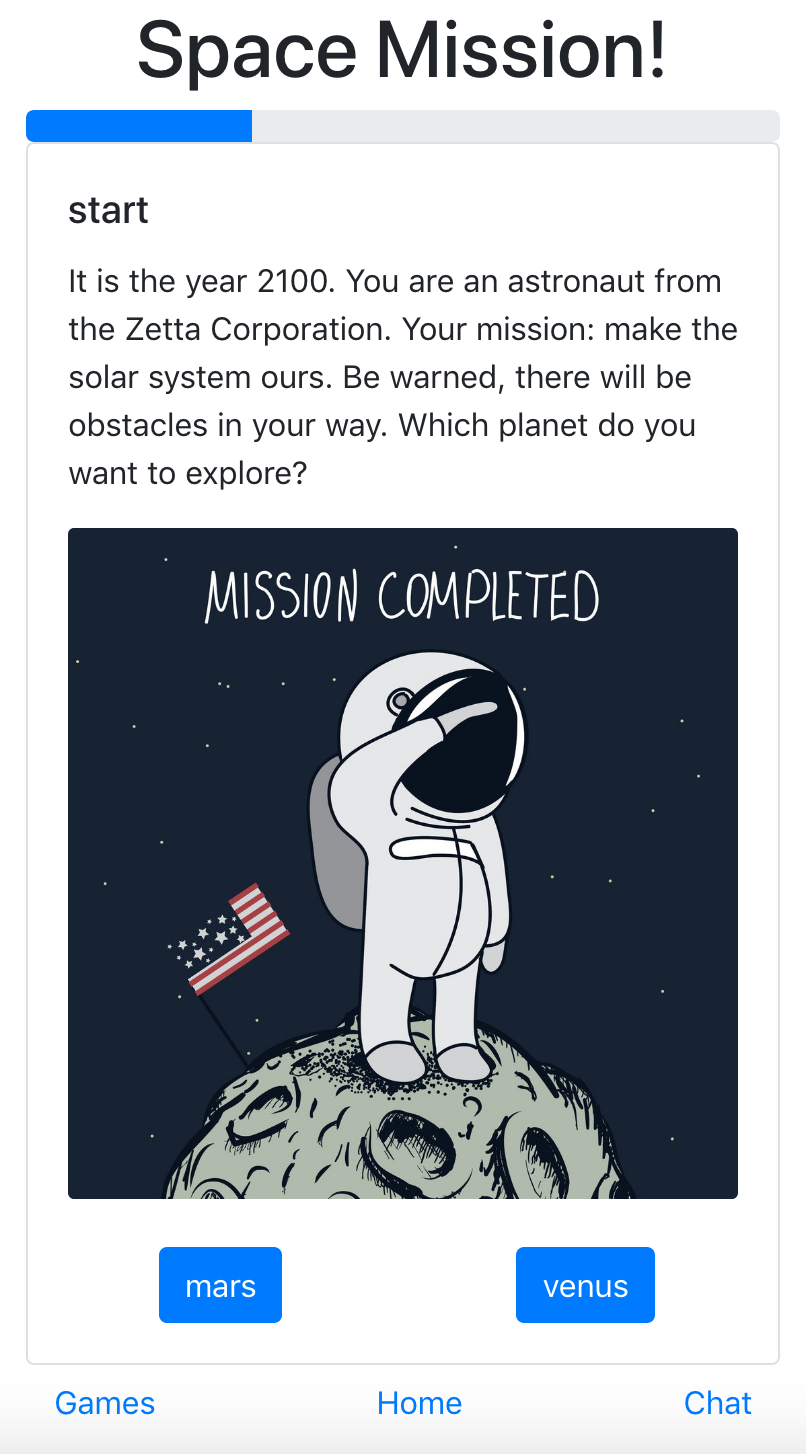 Space Mission!
start
It is the year 2100. You are an astronaut from
the Zetta Corporation. Your mission: make the
solar system ours. Be warned, there will be
obstacles in your way. Which planet do you
want to explore?
MISSION COMPLETED
mars
venus
Games
Home
Chat